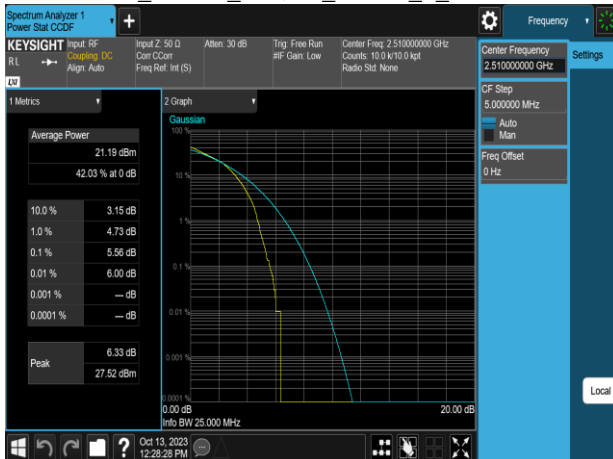 Spectrum Analyzer 1
Power Stat CCDF
+
Frequency
KEYSIGHT
RL
LXI
Input: RF
Coupling: DC
Align: Auto
Input Z: 50 Ω
Corr CCorr
Freq Ref: Int (S)
Atten: 30 dB
Trig: Free Run
#IF Gain: Low
Center Freq: 2.510000000 GHz
Counts: 10.0 k/10.0 kpt
Radio Std: None
Center Frequency
2.510000000 GHz
Settings
CF Step
5.000000 MHz
Auto
Man
Freq Offset
0 Hz
Local
1 Metrics
Average Power
21.19 dBm
42.03 % at 0 dB
10.0 % 3.15 dB
1.0 % 4.73 dB
0.1 % 5.56 dB
0.01 % 6.00 dB
0.001 % --- dB
0.0001 % --- dB
Peak
6.33 dB
27.52 dBm
2 Graph
Gaussian
100 %
10 %
1 %
0.1 %
0.01 %
0.001 %
0.0001 %
0.00 dB 20.00 dB
Info BW 25.000 MHz
?
Oct 13, 2023
12:28:28 PM